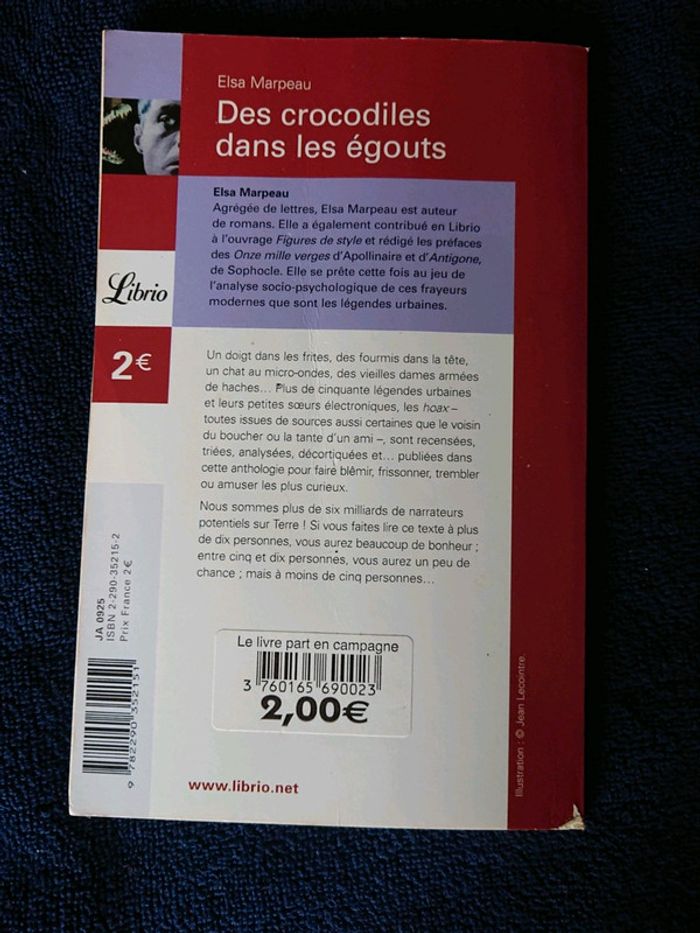 Elsa Marpeau
Des crocodiles
dans les égouts
Elsa Marpeau
Agrégée de lettres, Elsa Marpeau est auteur
de romans. Elle a également contribué en Librio
à l'ouvrage Figures de style et rédigé les préfaces
des Onze mille verges d'Apollinaire et d'Antigone,
de Sophocle. Elle se prête cette fois au jeu de
l'analyse socio-psychologique de ces frayeurs
modernes que sont les légendes urbaines.
Librio
2€
Un doigt dans les frites, des fourmis dans la tête,
un chat au micro-ondes, des vieilles dames armées
de haches... Plus de cinquante légendes urbaines
et leurs petites sœurs électroniques, les hoax –
toutes issues de sources aussi certaines que le voisin
du boucher ou la tante d'un ami –, sont recensées,
triées, analysées, décortiquées et... publiées dans
cette anthologie pour faire blêmir, frissonner, trembler
ou amuser les plus curieux.
Nous sommes plus de six milliards de narrateurs
potentiels sur Terre ! Si vous faites lire ce texte à plus
de dix personnes, vous aurez beaucoup de bonheur ;
entre cinq et dix personnes, vous aurez un peu de
chance ; mais à moins de cinq personnes...
JA 0925
ISBN 2-290-35215-2
Prix France 2€
9 782290 352151
Le livre part en campagne
3 760165 690023
2,00€
www.librio.net
Illustration : © Jean Lecointre.